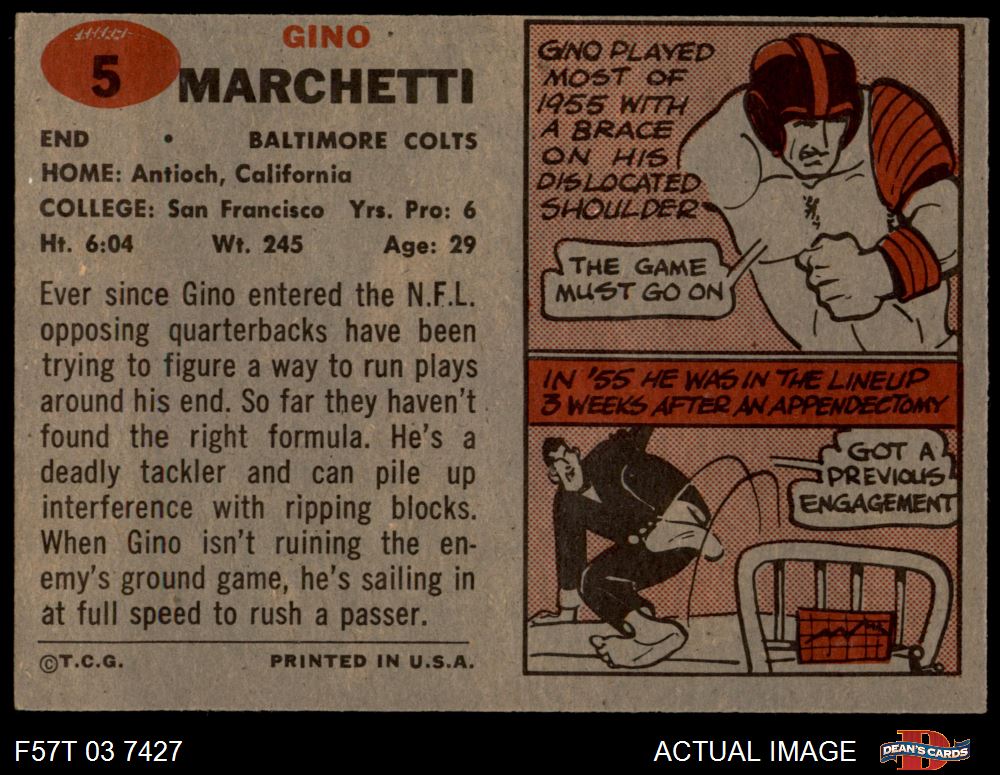 5
GINO
MARCHETTI
END • BALTIMORE COLTS
HOME: Antioch, California
COLLEGE: San Francisco Yrs. Pro: 6
Ht. 6:04 Wt. 245 Age: 29
Ever since Gino entered the N.F.L.
opposing quarterbacks have been
trying to figure a way to run plays
around his end. So far they haven't
found the right formula. He's a
deadly tackler and can pile up
interference with ripping blocks.
When Gino isn't ruining the en-
emy's ground game, he's sailing in
at full speed to rush a passer.
©T.C.G. PRINTED IN U.S.A.
GINO PLAYED
MOST OF
1955 WITH
A BRACE
ON HIS
DISLOCATED
SHOULDER
THE GAME
MUST GO ON
IN '55 HE WAS IN THE LINEUP
3 WEEKS AFTER AN APPENDECTOMY
GOT A
PREVIOUS
ENGAGEMENT
F57T 03 7427
ACTUAL IMAGE
D
DEAN'S CARDS